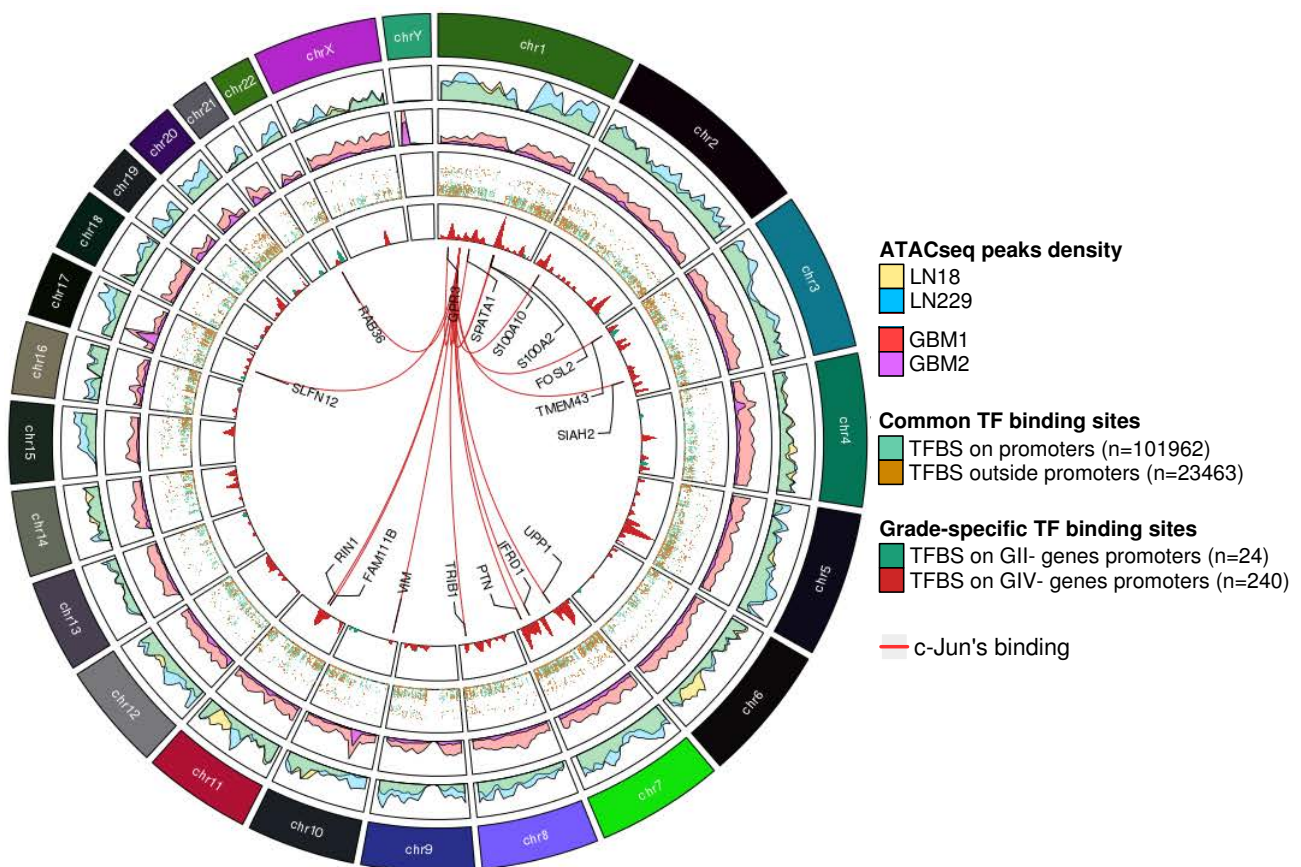 chr1
chr2
chr3
chr4
chr5
chr6
chr7
chr8
chr9
chr10
chr11
chr12
chr13
chr14
chr15
chr16
chr17
chr18
chr19
chr20
chr21
chr22
chrX
chrY
GPR3
SPATA1
S100A10
S100A2
FOSL2
TMEM43
SIAH2
UPP1
IFRD1
PTN
TRIB1
VIM
FAM111B
RIN1
SLFN12
RAB36
ATACseq peaks density
LN18
LN229
GBM1
GBM2
Common TF binding sites
TFBS on promoters (n=101962)
TFBS outside promoters (n=23463)
Grade-specific TF binding sites
TFBS on GII- genes promoters (n=24)
TFBS on GIV- genes promoters (n=240)
c-Jun's binding